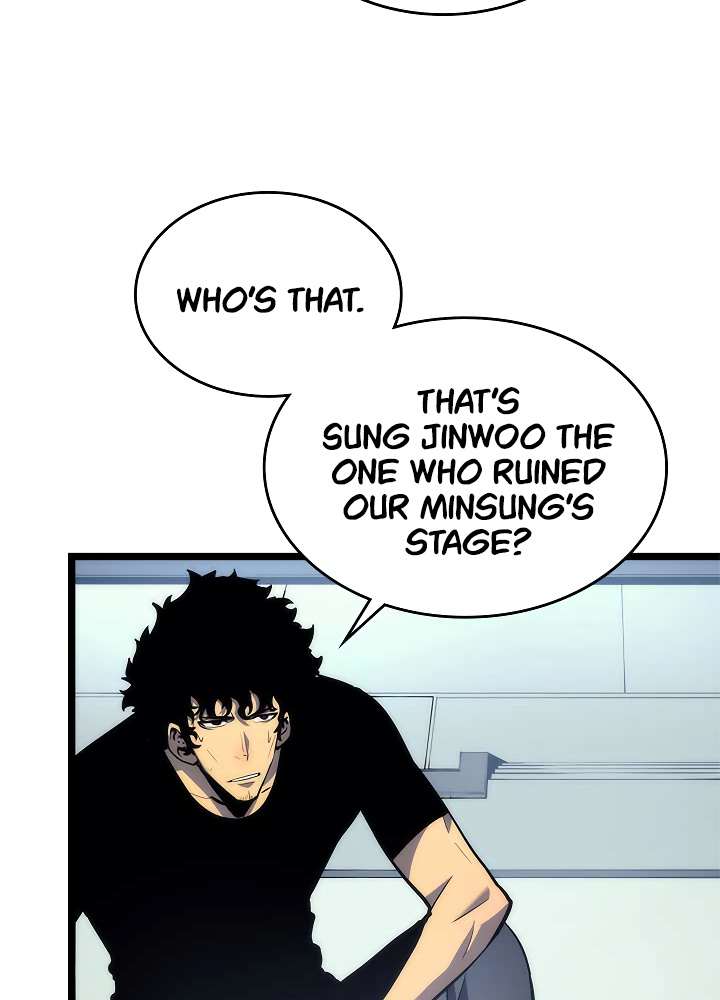 WHO'S THAT.
THAT'S
SUNG JINWOO THE
ONE WHO RUINED
OUR MINSUNG'S
STAGE?